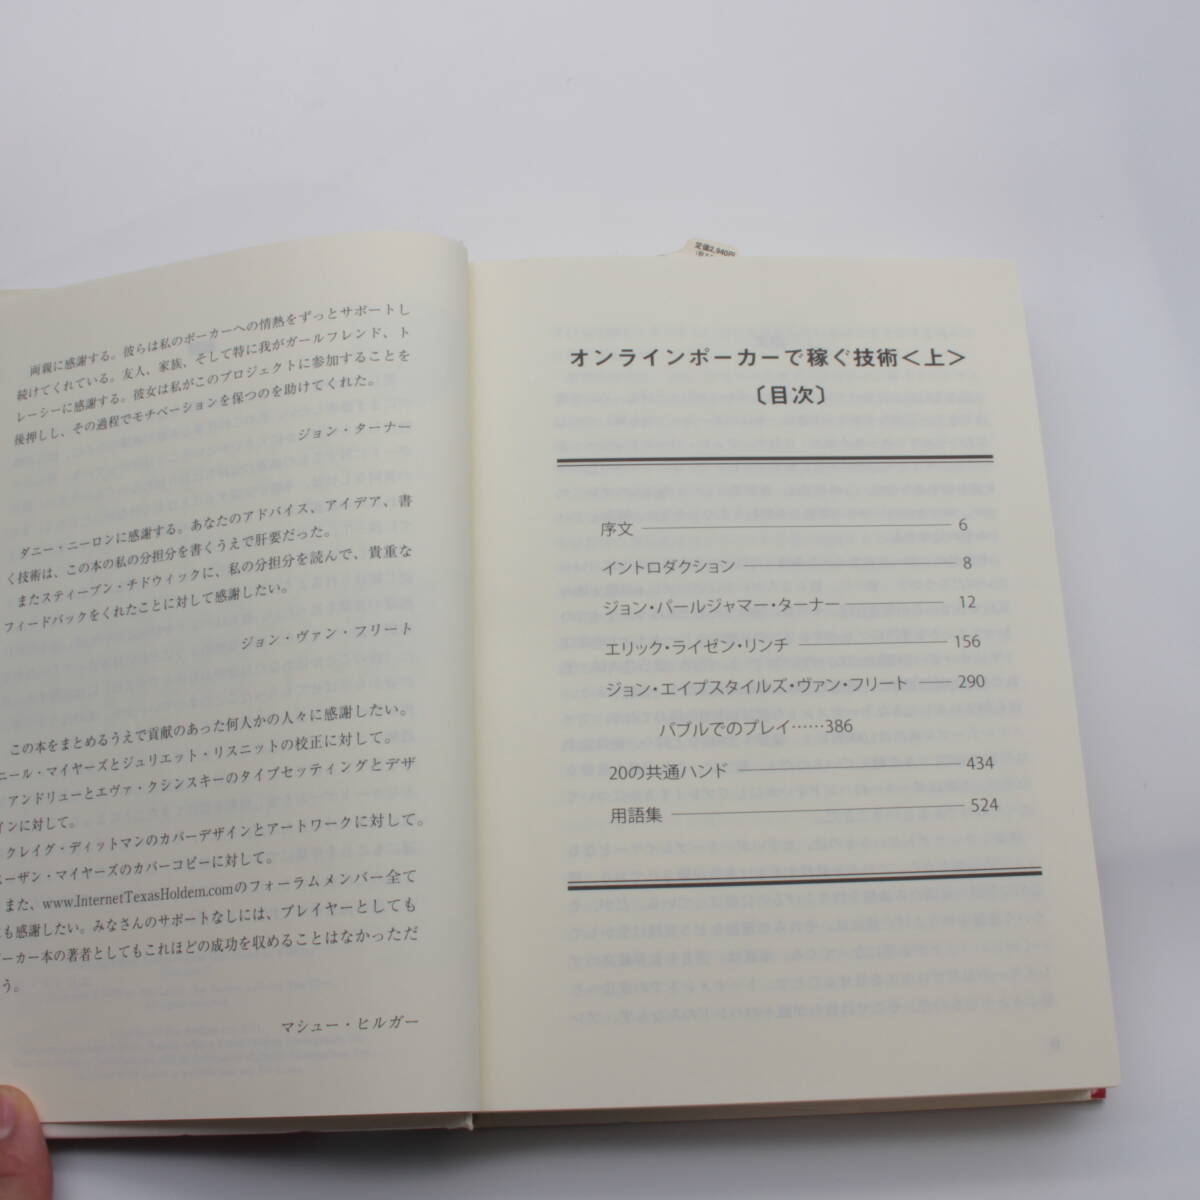 両親に感謝する。彼らは私のポーカーへの情熱をずっとサポートし
続けてくれている。友人、家族、そして特に我がガールフレンド、ト
レーシーに感謝する。彼女は私がこのプロジェクトに参加することを
後押しし、その過程でモチベーションを保つのを助けてくれた。
ジョン・ターナー
ダニー・ニーロンに感謝する。あなたのアドバイス、アイデア、書
く技術は、この本の私の分担分を書くうえで肝要だった。
またスティーブン・チドウィックに、私の分担分を読んで、貴重な
フィードバックをくれたことに対して感謝したい。
ジョン・ヴァン・フリート
この本をまとめるうえで貢献のあった何人かの人々に感謝したい。
ニール・マイヤーズとジュリエット・リスニットの校正に対して。
アンドリューとエヴァ・クシンスキーのタイプセッティングとデザ
インに対して。
クレイグ・ディットマンのカバーデザインとアートワークに対して。
ーザン・マイヤーズのカバーコピーに対して。
また、www.InternetTexasHoldem.comのフォーラムメンバー全て
も感謝したい。みなさんのサポートなしには、プレイヤーとしても
ーカー本の著者としてもこれほどの成功を収めることはなかっただ
う。
マシュー・ヒルガー
定価2,940円
オンラインポーカーで稼ぐ技術＜上＞
〔目次〕
序文 6
イントロダクション 8
ジョン・パールジャマー・ターナー 12
エリック・ライゼン・リンチ 156
ジョン・エイプスタイルズ・ヴァン・フリート 290
バブルでのプレイ……386
20の共通ハンド 434
用語集 524